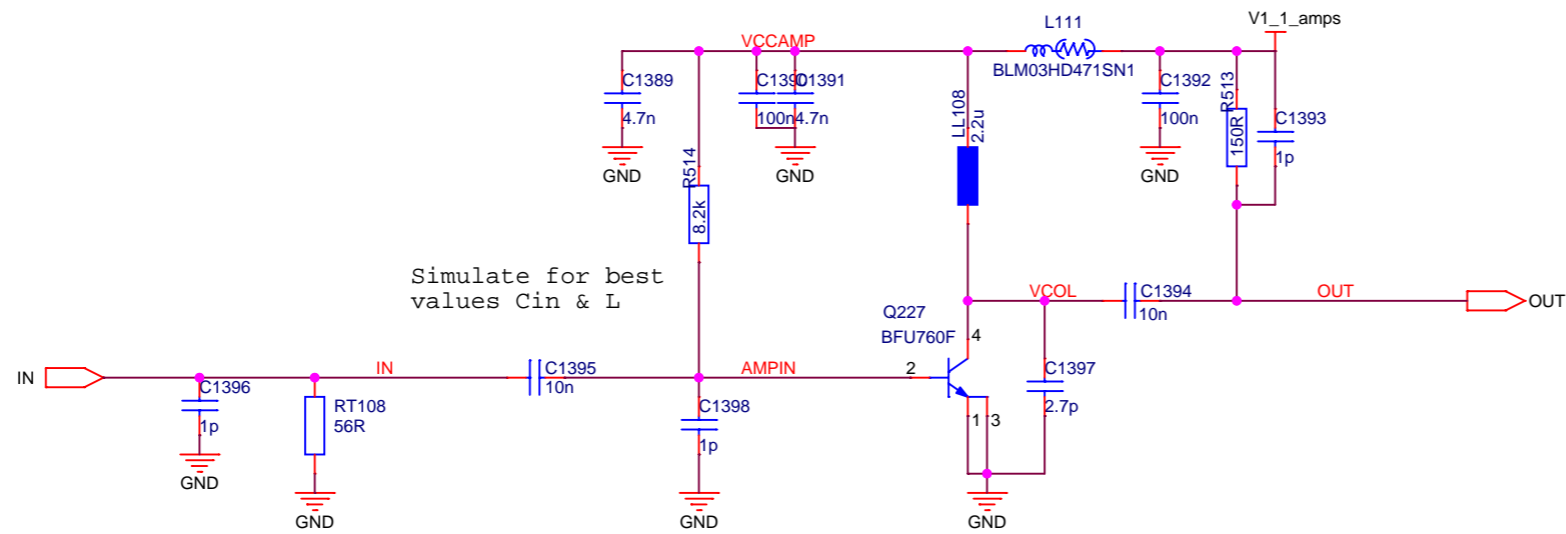 V1_1_amps
L111
VCCAMP
BLM03HD471SN1
C1389
4.7n
C1390
100n
C1391
4.7n
LL108
2.2u
C1392
100n
R513
150R
C1393
1p
GND
GND
GND
R514
8.2k
Simulate for best
values Cin & L
VCOL
C1394
10n
OUT
OUT
Q227
BFU760F
4
IN
IN
C1395
10n
AMPIN
2
C1397
2.7p
C1396
1p
RT108
56R
C1398
1p
1
3
GND
GND
GND
GND